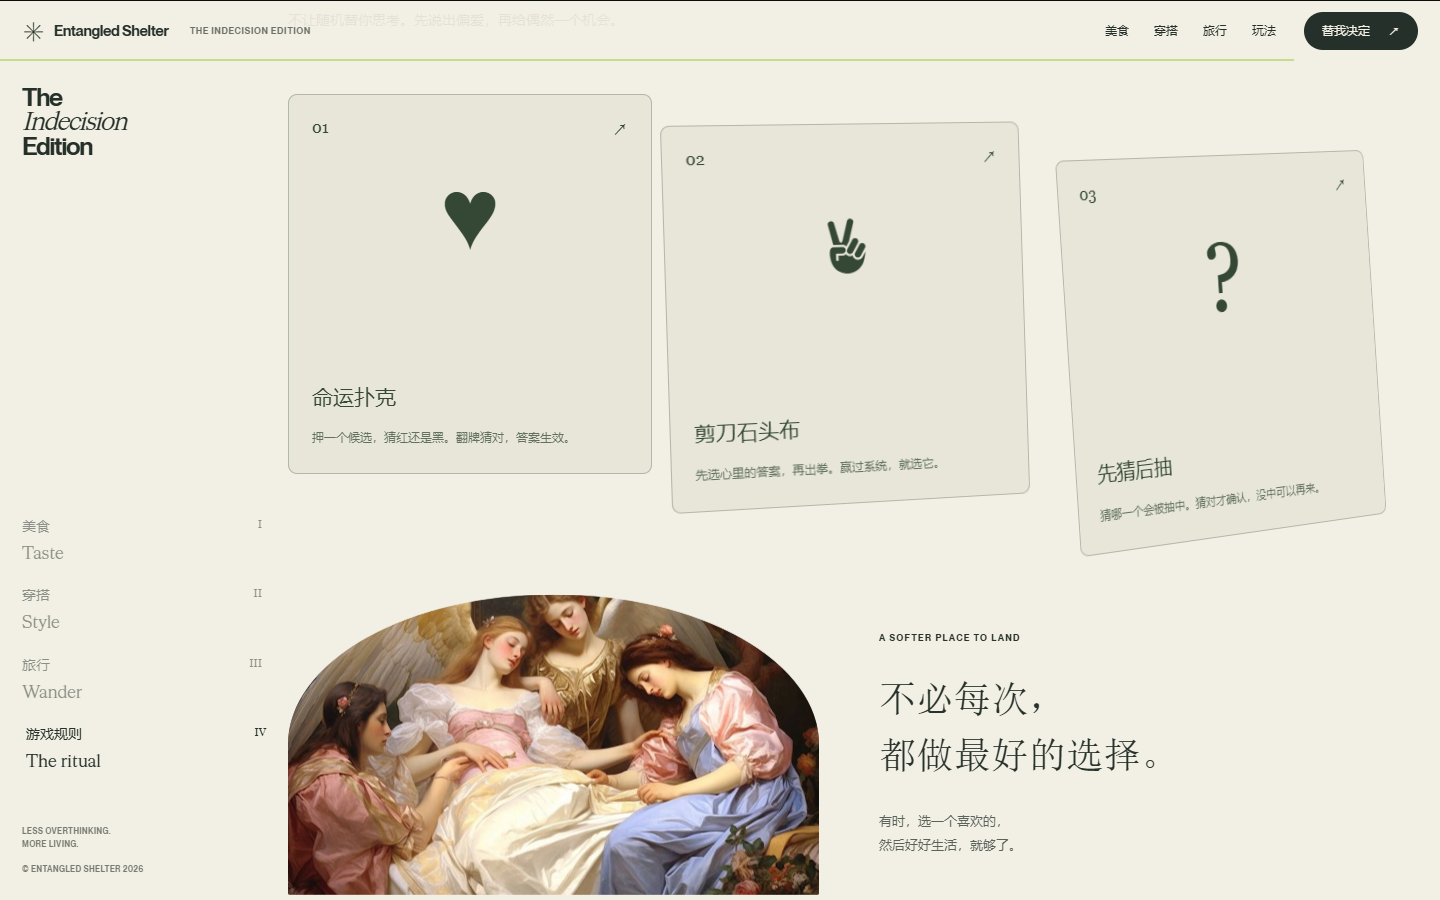 不让随机替你思考。先说出偏爱，再给偶然一个机会。
Entangled Shelter
THE INDECISION EDITION
美食
穿搭
旅行
玩法
替我决定 ↗
The
Indecision
Edition
01 ↗
♥
命运扑克
押一个候选，猜红还是黑。翻牌猜对，答案生效。
02 ↗
剪刀石头布
先选心里的答案，再出拳。赢过系统，就选它。
03 ↗
?
先猜后抽
猜哪一个会被抽中。猜对才确认，没中可以再来。
美食 I
Taste
穿搭 II
Style
旅行 III
Wander
游戏规则 IV
The ritual
LESS OVERTHINKING.
MORE LIVING.
© ENTANGLED SHELTER 2026
A SOFTER PLACE TO LAND
不必每次，
都做最好的选择。
有时，选一个喜欢的，
然后好好生活，就够了。